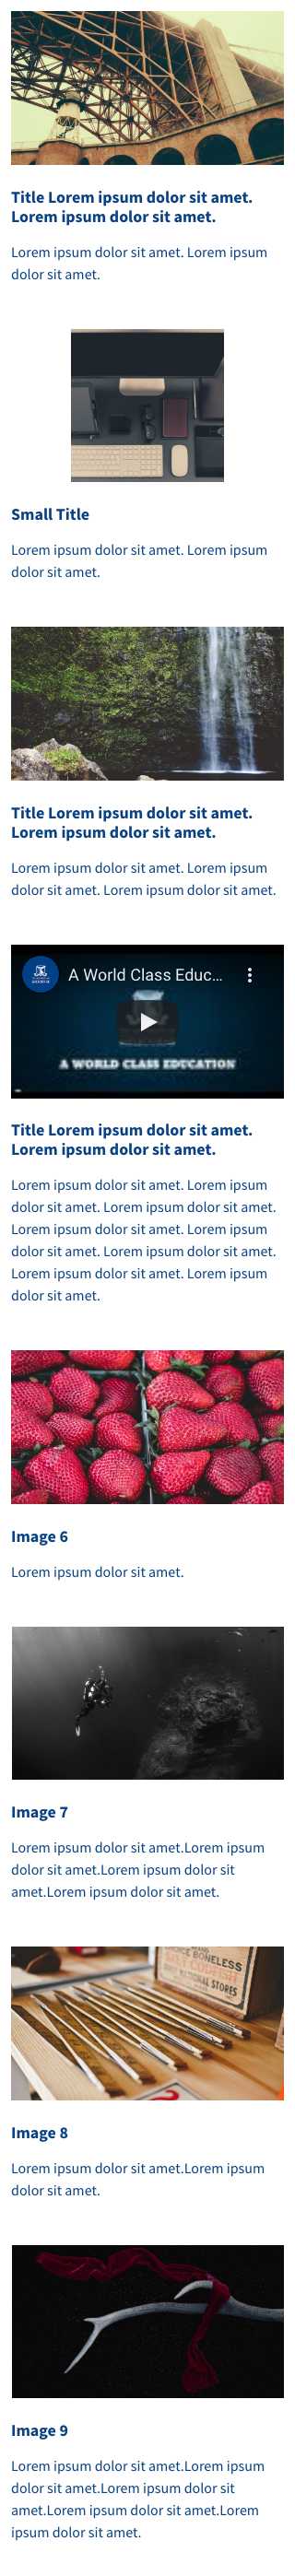 Title Lorem ipsum dolor sit amet.
Lorem ipsum dolor sit amet.
Lorem ipsum dolor sit amet. Lorem ipsum
dolor sit amet.
Small Title
Lorem ipsum dolor sit amet. Lorem ipsum
dolor sit amet.
Title Lorem ipsum dolor sit amet.
Lorem ipsum dolor sit amet.
Lorem ipsum dolor sit amet. Lorem ipsum
dolor sit amet. Lorem ipsum dolor sit amet.
A World Class Educ...
A WORLD CLASS EDUCATION
Title Lorem ipsum dolor sit amet.
Lorem ipsum dolor sit amet.
Lorem ipsum dolor sit amet. Lorem ipsum
dolor sit amet. Lorem ipsum dolor sit amet.
Lorem ipsum dolor sit amet. Lorem ipsum
dolor sit amet. Lorem ipsum dolor sit amet.
Lorem ipsum dolor sit amet. Lorem ipsum
dolor sit amet.
Image 6
Lorem ipsum dolor sit amet.
Image 7
Lorem ipsum dolor sit amet.Lorem ipsum
dolor sit amet.Lorem ipsum dolor sit
amet.Lorem ipsum dolor sit amet.
BONELESS
NATIONAL STORES
Image 8
Lorem ipsum dolor sit amet.Lorem ipsum
dolor sit amet.
Image 9
Lorem ipsum dolor sit amet.Lorem ipsum
dolor sit amet.Lorem ipsum dolor sit
amet.Lorem ipsum dolor sit amet.Lorem
ipsum dolor sit amet.